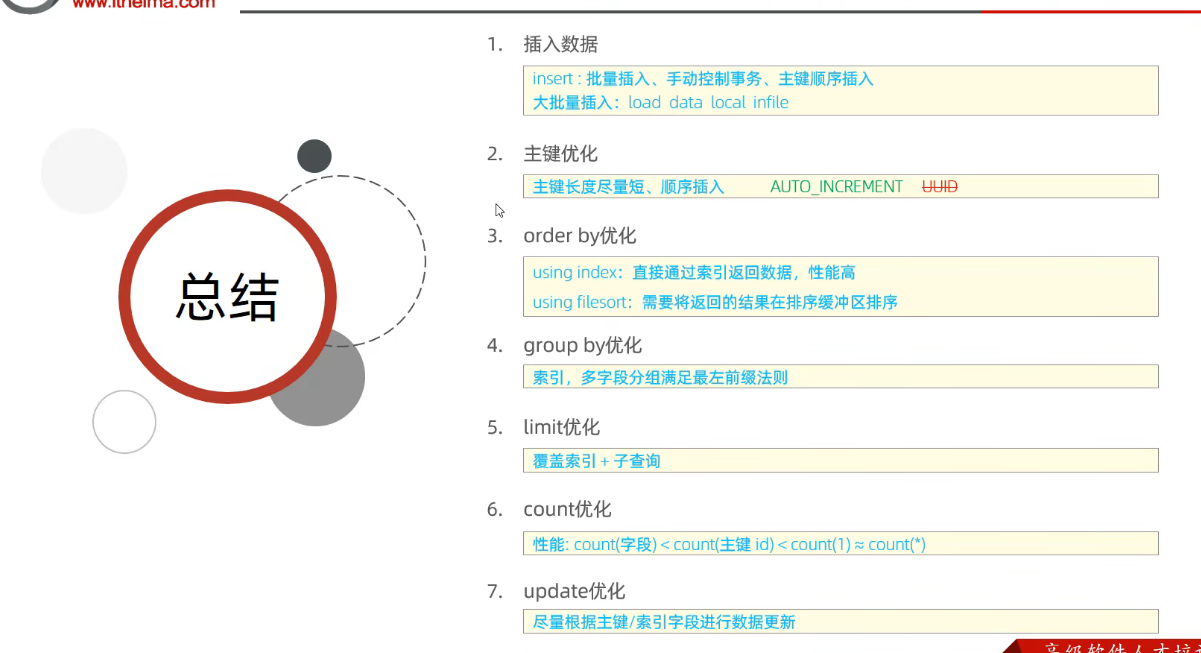 www.itheima.com
总结
1. 插入数据
insert : 批量插入、手动控制事务、主键顺序插入
大批量插入：load data local infile
2. 主键优化
主键长度尽量短、顺序插入 AUTO_INCREMENT UUID
3. order by优化
using index：直接通过索引返回数据，性能高
using filesort：需要将返回的结果在排序缓冲区排序
4. group by优化
索引，多字段分组满足最左前缀法则
5. limit优化
覆盖索引 + 子查询
6. count优化
性能: count(字段) < count(主键 id) < count(1) ≈ count(*)
7. update优化
尽量根据主键/索引字段进行数据更新
高级软件人才培